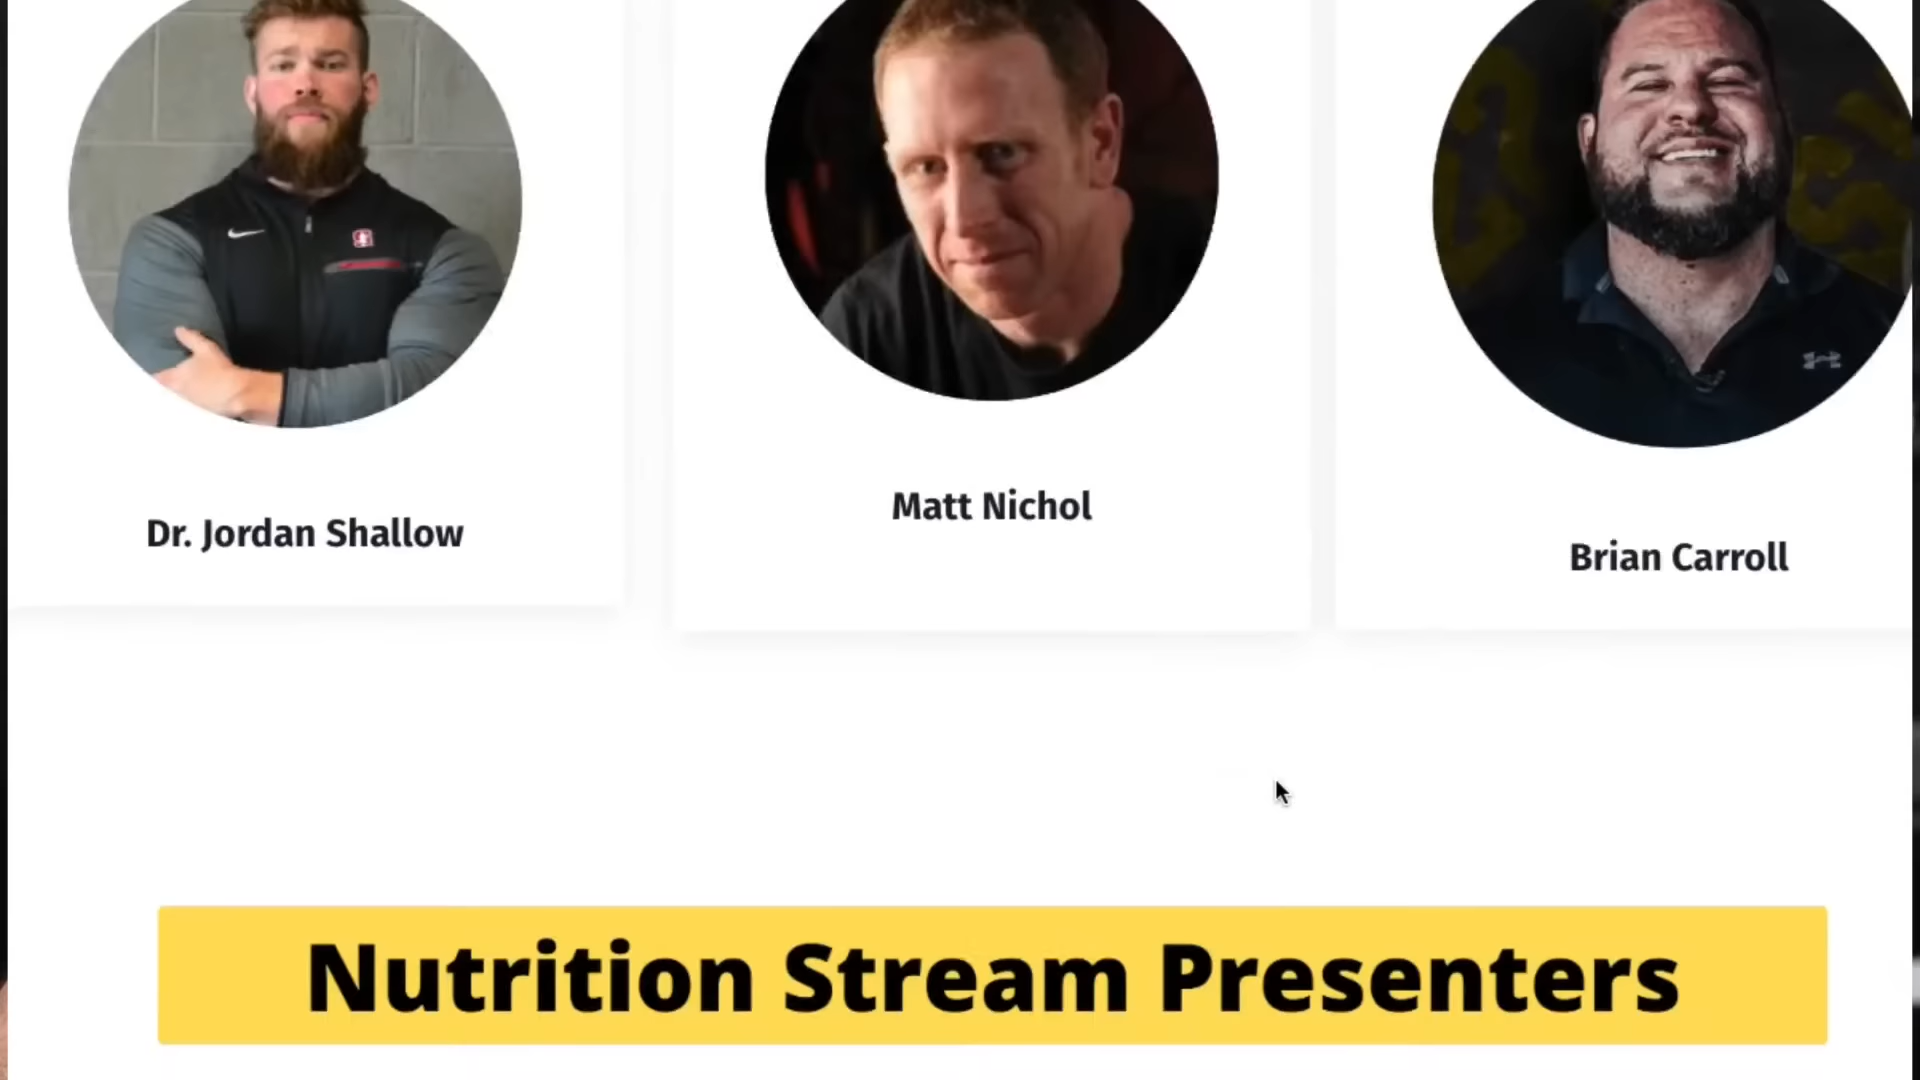 Dr. Jordan Shallow
Matt Nichol
Brian Carroll
Nutrition Stream Presenters